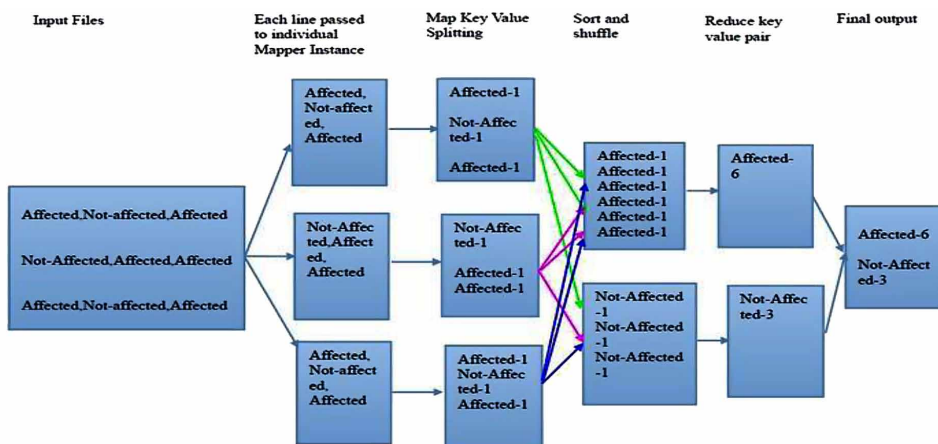 Input Files
Each line passed
to individual
Mapper Instance
Map Key Value
Splitting
Sort and
shuffle
Reduce key
value pair
Final output
Affected,Not-affected,Affected
Not-Affected,Affected,Affected
Affected,Not-affected,Affected
Affected,
Not-affect
ed,
Affected
Not-Affec
ted,Affected
, Affected
Affected,
Not-affect
ed,
Affected
Affected-1
Not-Affec
ted-1
Affected-1
Not-Affec
ted-1
Affected-1
Affected-1
Affected-1
Not-Affec
ted-1
Affected-1
Affected-1
Affected-1
Affected-1
Affected-1
Affected-1
Affected-1
Not-Affected
-1
Not-Affected
-1
Not-Affected
-1
Affected-
6
Not-Affec
ted-3
Affected-6
Not-Affect
ed-3